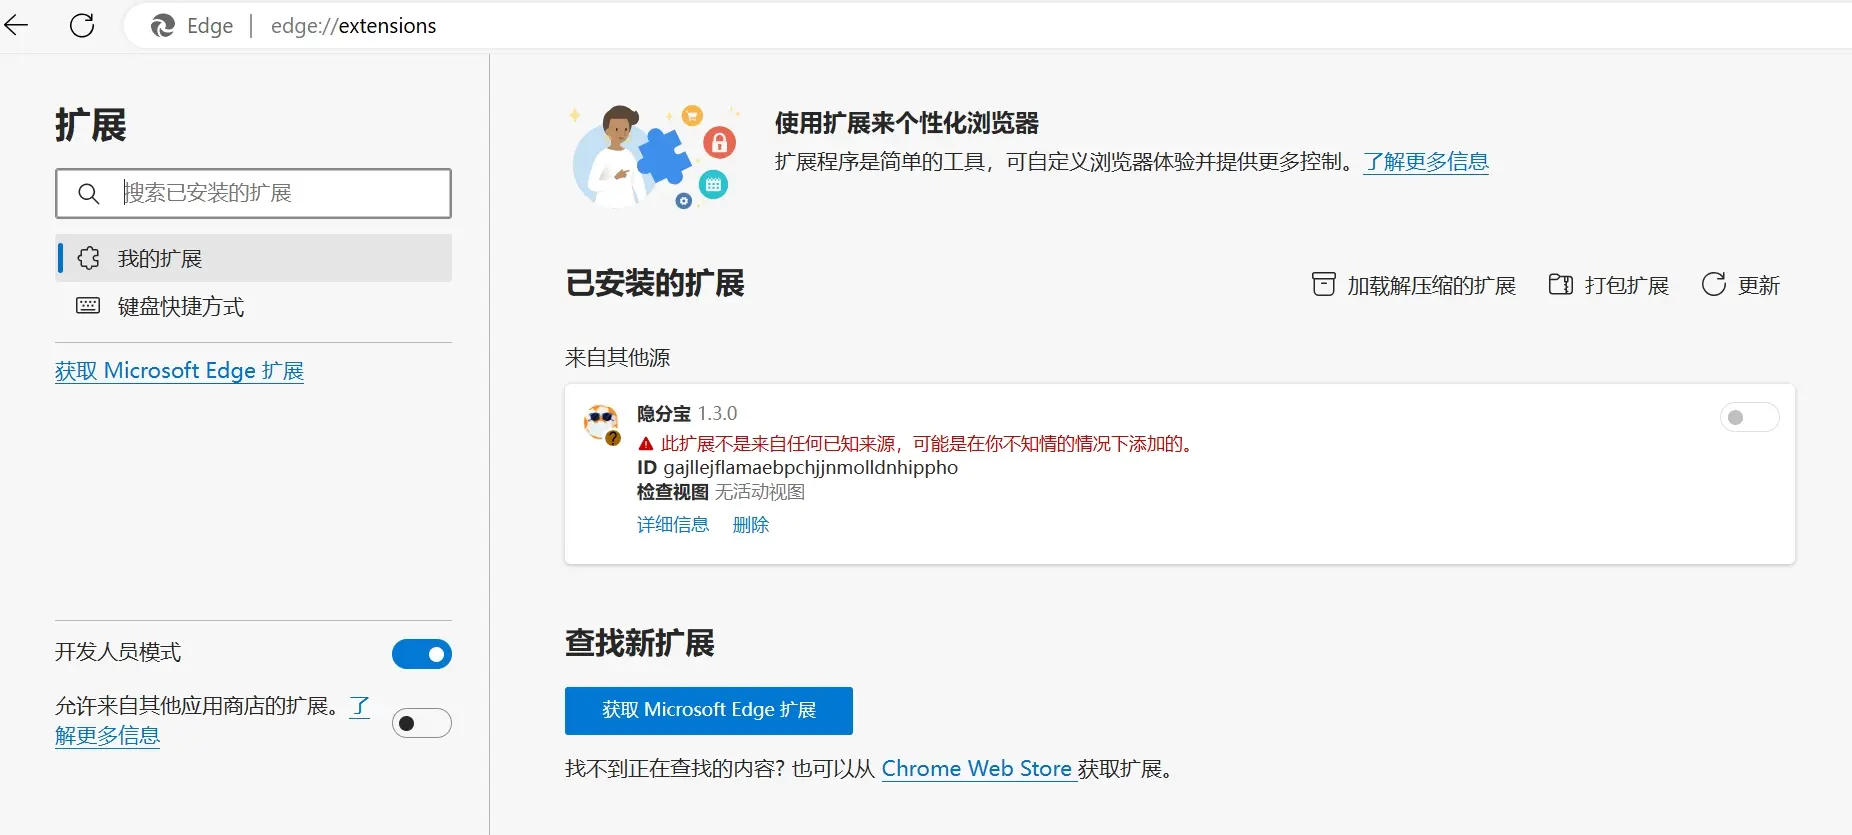 Edge | edge://extensions
扩展
搜索已安装的扩展
我的扩展
键盘快捷方式
获取 Microsoft Edge 扩展
开发人员模式
允许来自其他应用商店的扩展。了
解更多信息
使用扩展来个性化浏览器
扩展程序是简单的工具，可自定义浏览器体验并提供更多控制。了解更多信息
已安装的扩展
加载解压缩的扩展
打包扩展
更新
来自其他源
隐分宝 1.3.0
此扩展不是来自任何已知来源，可能是在你不知情的情况下添加的。
ID gajllejflamaebpchjjnmolldnhippho
检查视图 无活动视图
详细信息 删除
查找新扩展
获取 Microsoft Edge 扩展
找不到正在查找的内容? 也可以从 Chrome Web Store 获取扩展。